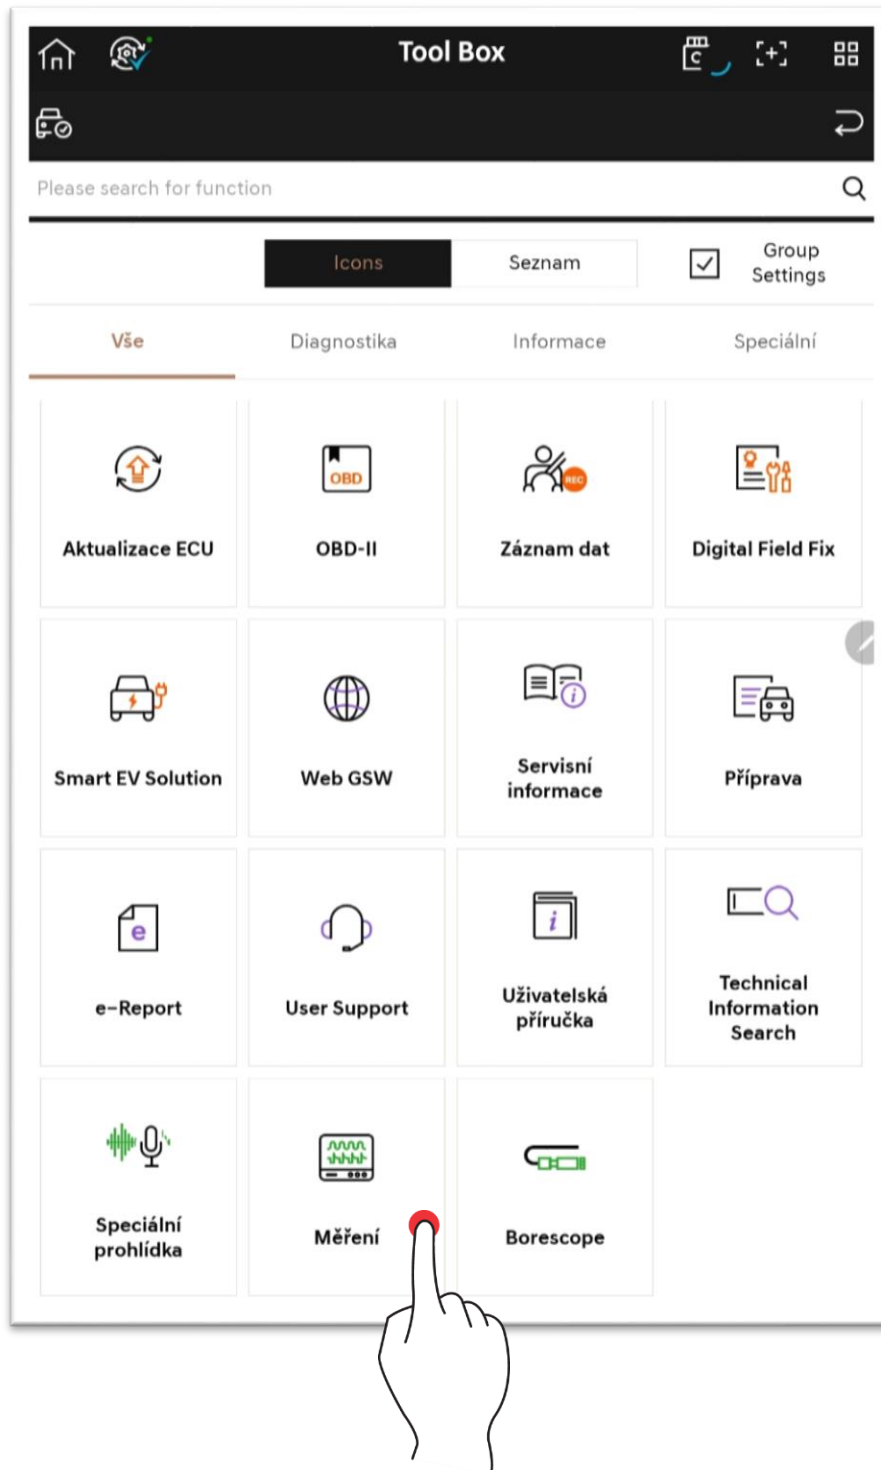 Tool Box
C
Please search for function
Icons
Seznam
Group
Settings
Vše
Diagnostika
Informace
Speciální
OBD
REC
Aktualizace ECU
OBD-II
Záznam dat
Digital Field Fix
i
Smart EV Solution
Web GSW
Servisní
informace
Příprava
e
i
e-Report
User Support
Uživatelská
příručka
Technical
Information
Search
Speciální
prohlídka
Měření
Borescope